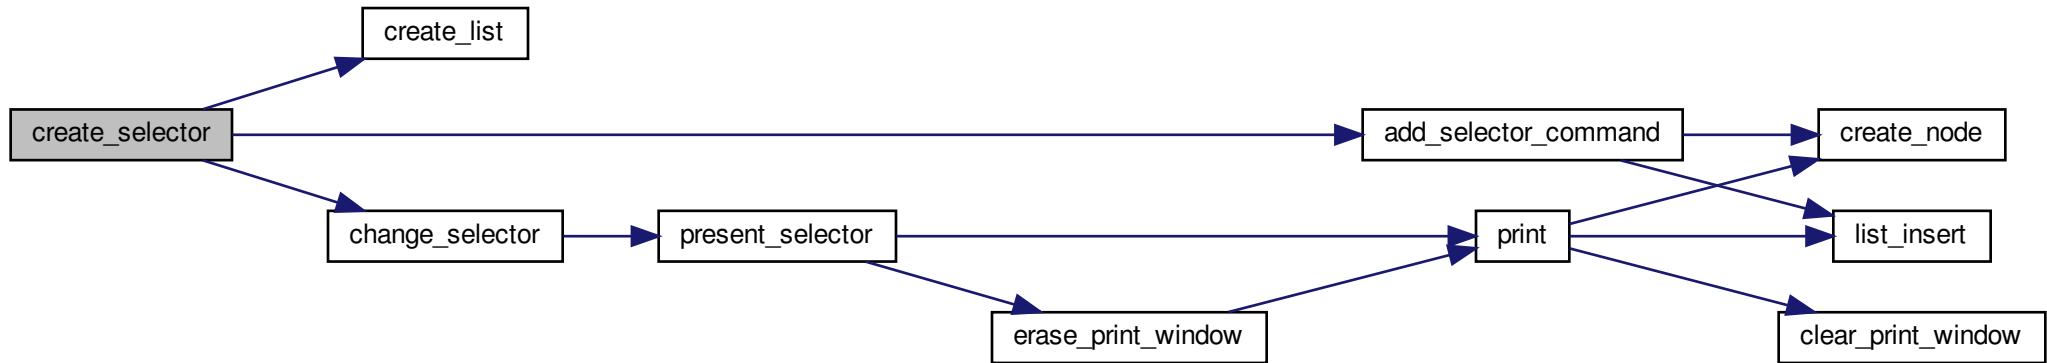 create_list
create_selector
add_selector_command
create_node
change_selector
present_selector
print
list_insert
erase_print_window
clear_print_window